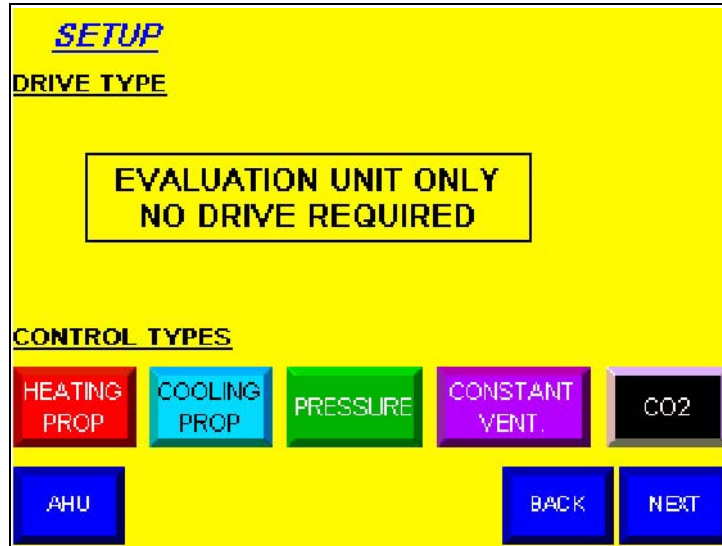 SETUP
DRIVE TYPE
EVALUATION UNIT ONLY
NO DRIVE REQUIRED
CONTROL TYPES
HEATING
PROP
COOLING
PROP
PRESSURE
CONSTANT
VENT.
CO2
AHU
BACK
NEXT